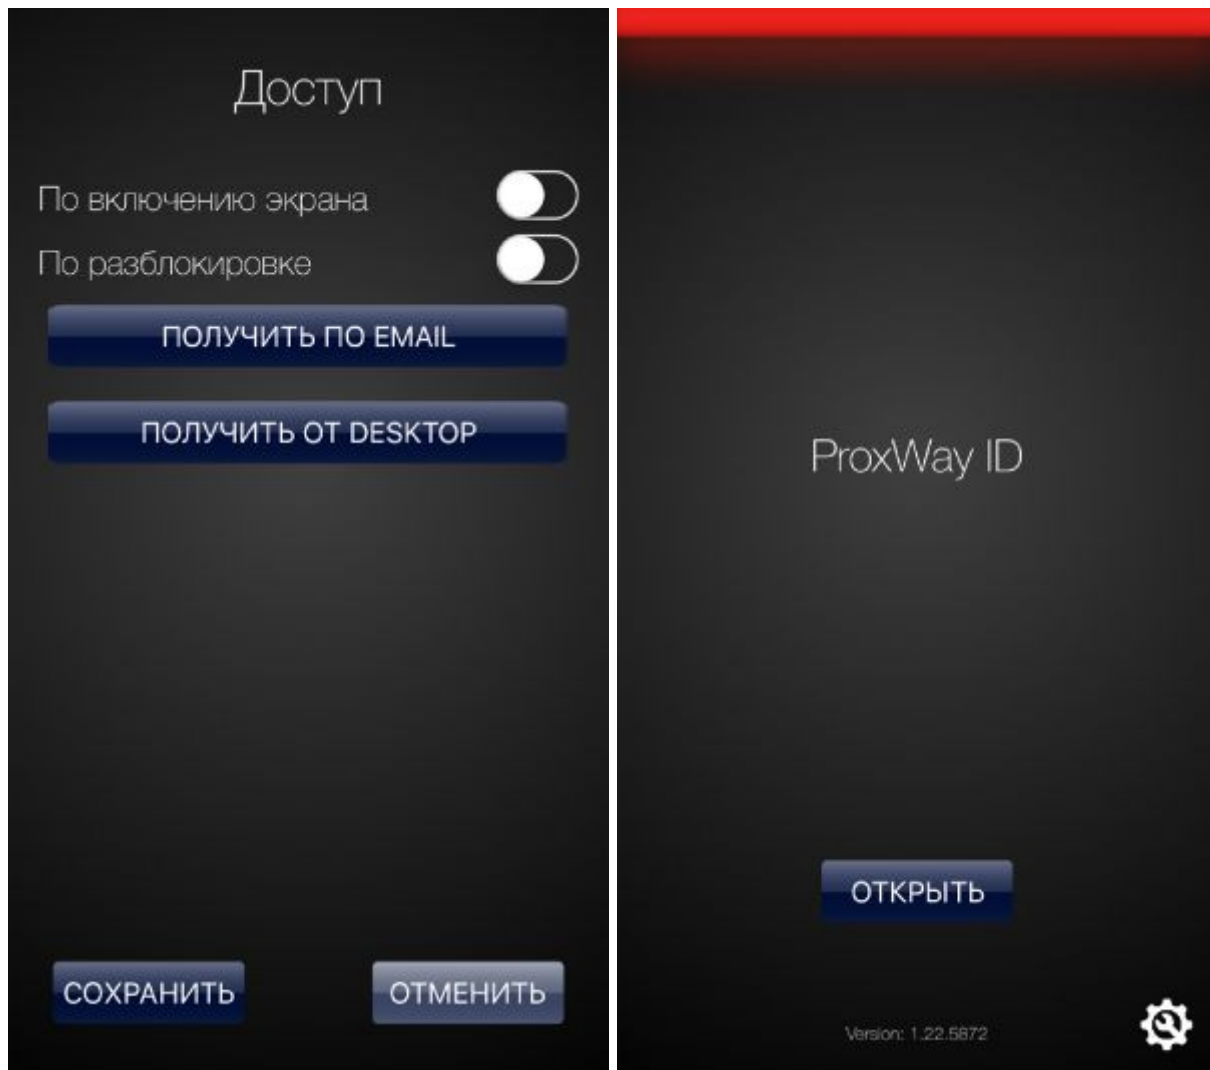 Доступ
По включению экрана
По разблокировке
ПОЛУЧИТЬ ПО EMAIL
ПОЛУЧИТЬ ОТ DESKTOP
СОХРАНИТЬ
ОТМЕНИТЬ
ProxWay ID
ОТКРЫТЬ
Version: 1.22.5872